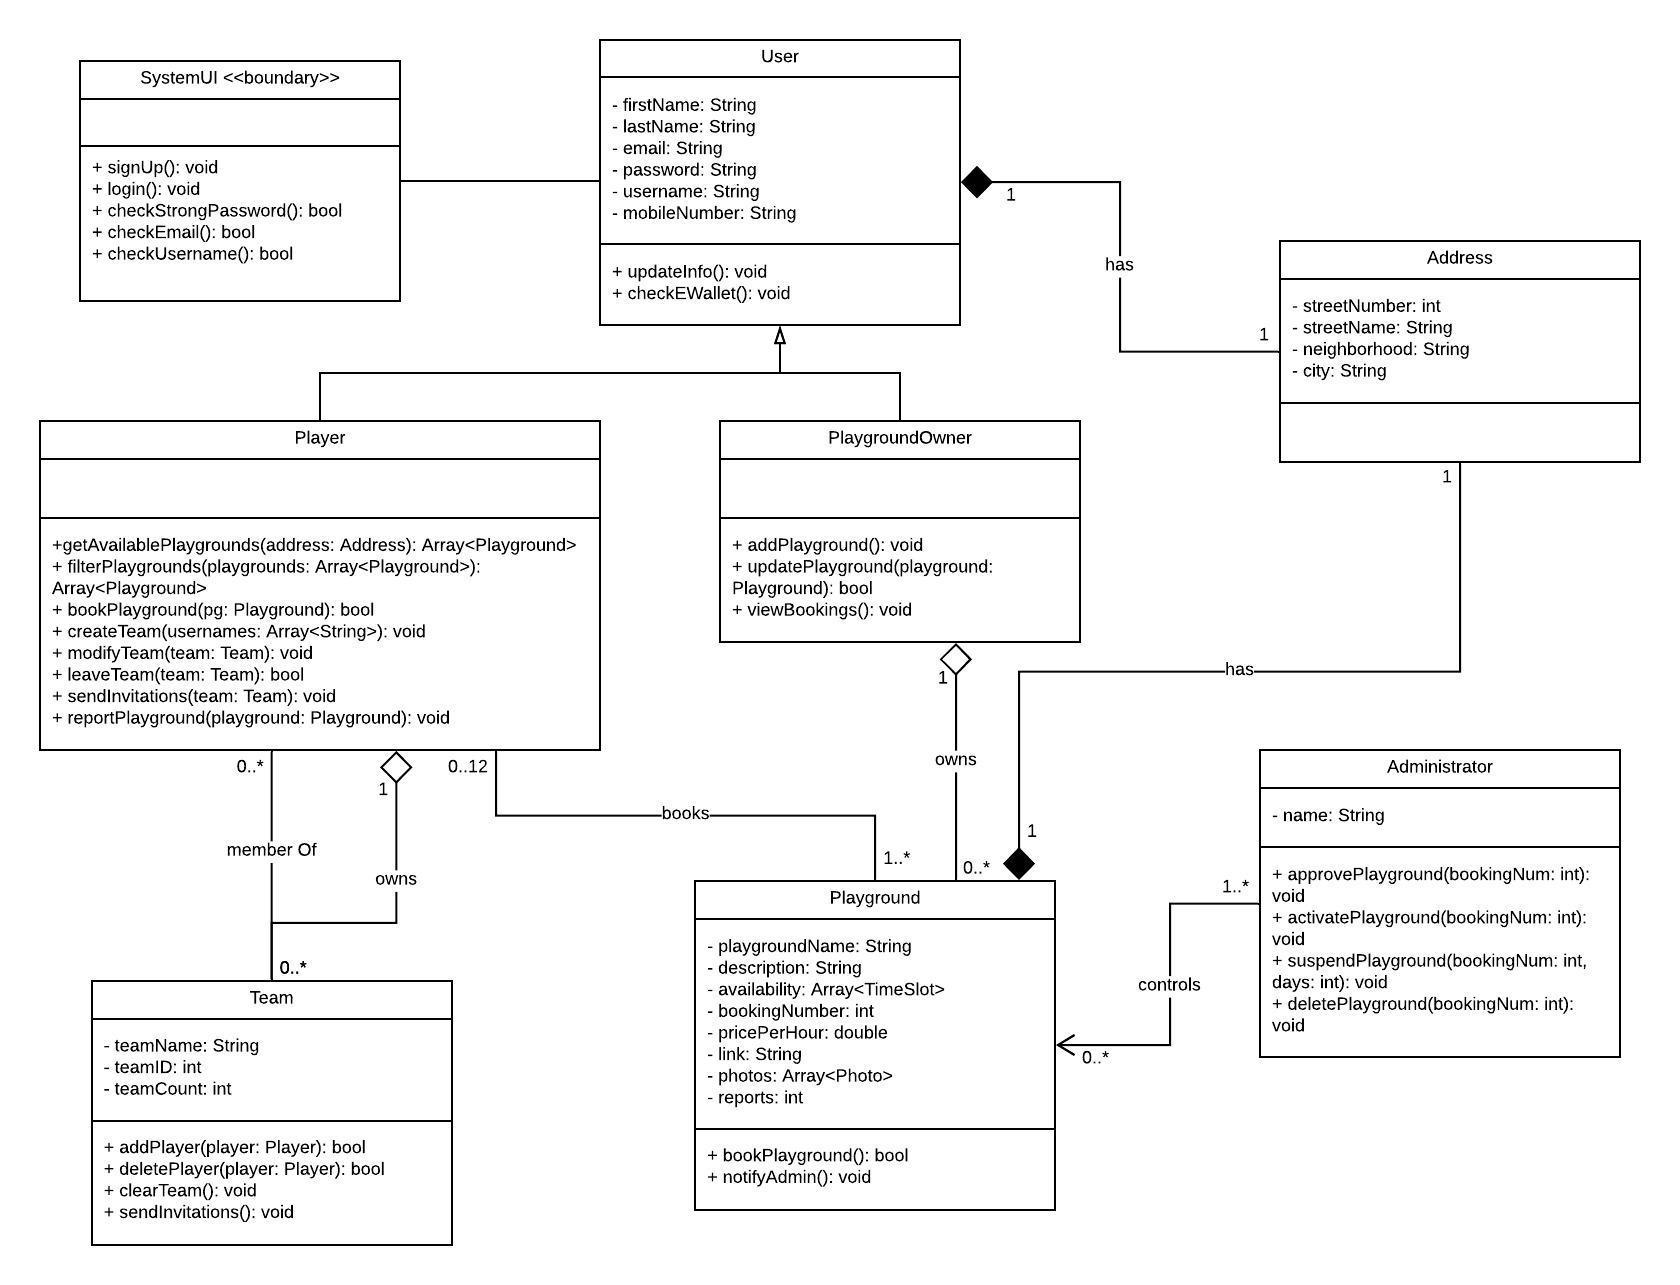 SystemUI <<boundary>>
+ signUp(): void
+ login(): void
+ checkStrongPassword(): bool
+ checkEmail(): bool
+ checkUsername(): bool
User
- firstName: String
- lastName: String
- email: String
- password: String
- username: String
- mobileNumber: String
+ updateInfo(): void
+ checkEWallet(): void
1
has
1
Address
- streetNumber: int
- streetName: String
- neighborhood: String
- city: String
1
Player
+getAvailablePlaygrounds(address: Address): Array<Playground>
+ filterPlaygrounds(playgrounds: Array<Playground>):
Array<Playground>
+ bookPlayground(pg: Playground): bool
+ createTeam(usernames: Array<String>): void
+ modifyTeam(team: Team): void
+ leaveTeam(team: Team): bool
+ sendInvitations(team: Team): void
+ reportPlayground(playground: Playground): void
PlaygroundOwner
+ addPlayground(): void
+ updatePlayground(playground:
Playground): bool
+ viewBookings(): void
1
has
owns
0..*
1
0..*
1
0..12
books
1..*
member Of
owns
0..*
Team
- teamName: String
- teamID: int
- teamCount: int
+ addPlayer(player: Player): bool
+ deletePlayer(player: Player): bool
+ clearTeam(): void
+ sendInvitations(): void
Playground
- playgroundName: String
- description: String
- availability: Array<TimeSlot>
- bookingNumber: int
- pricePerHour: double
- link: String
- photos: Array<Photo>
- reports: int
+ bookPlayground(): bool
+ notifyAdmin(): void
1..*
controls
0..*
Administrator
- name: String
+ approvePlayground(bookingNum: int):
void
+ activatePlayground(bookingNum: int):
void
+ suspendPlayground(bookingNum: int,
days: int): void
+ deletePlayground(bookingNum: int):
void